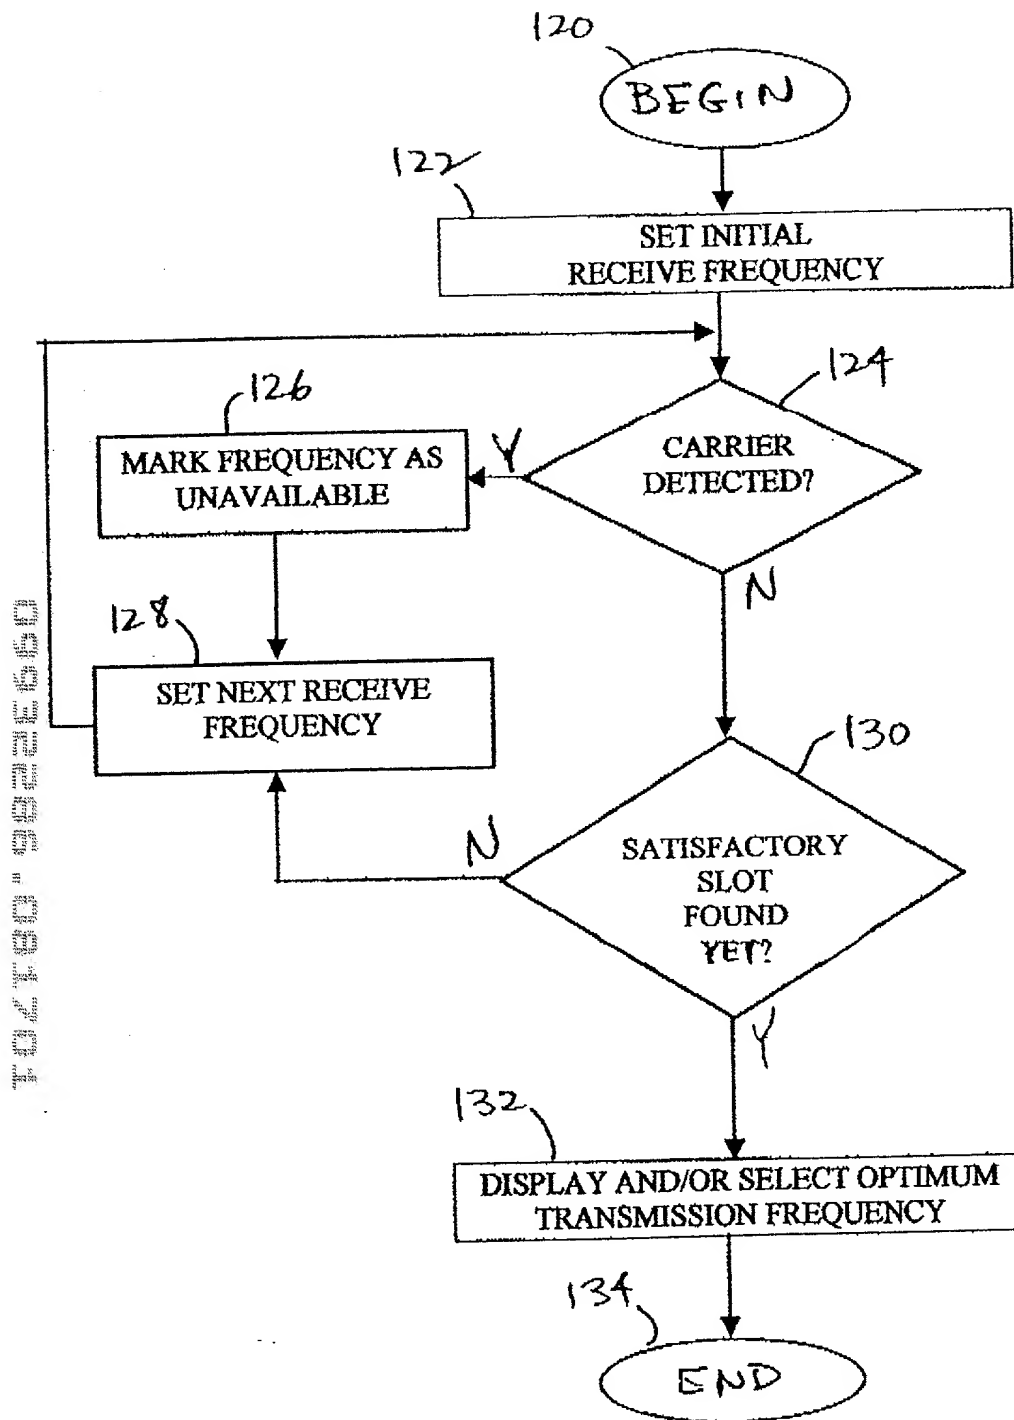 120
BEGIN
122
SET INITIAL
RECEIVE FREQUENCY
124
CARRIER
DETECTED?
Y
N
126
MARK FREQUENCY AS
UNAVAILABLE
128
SET NEXT RECEIVE
FREQUENCY
130
SATISFACTORY
SLOT
FOUND
YET?
N
Y
132
DISPLAY AND/OR SELECT OPTIMUM
TRANSMISSION FREQUENCY
134
END